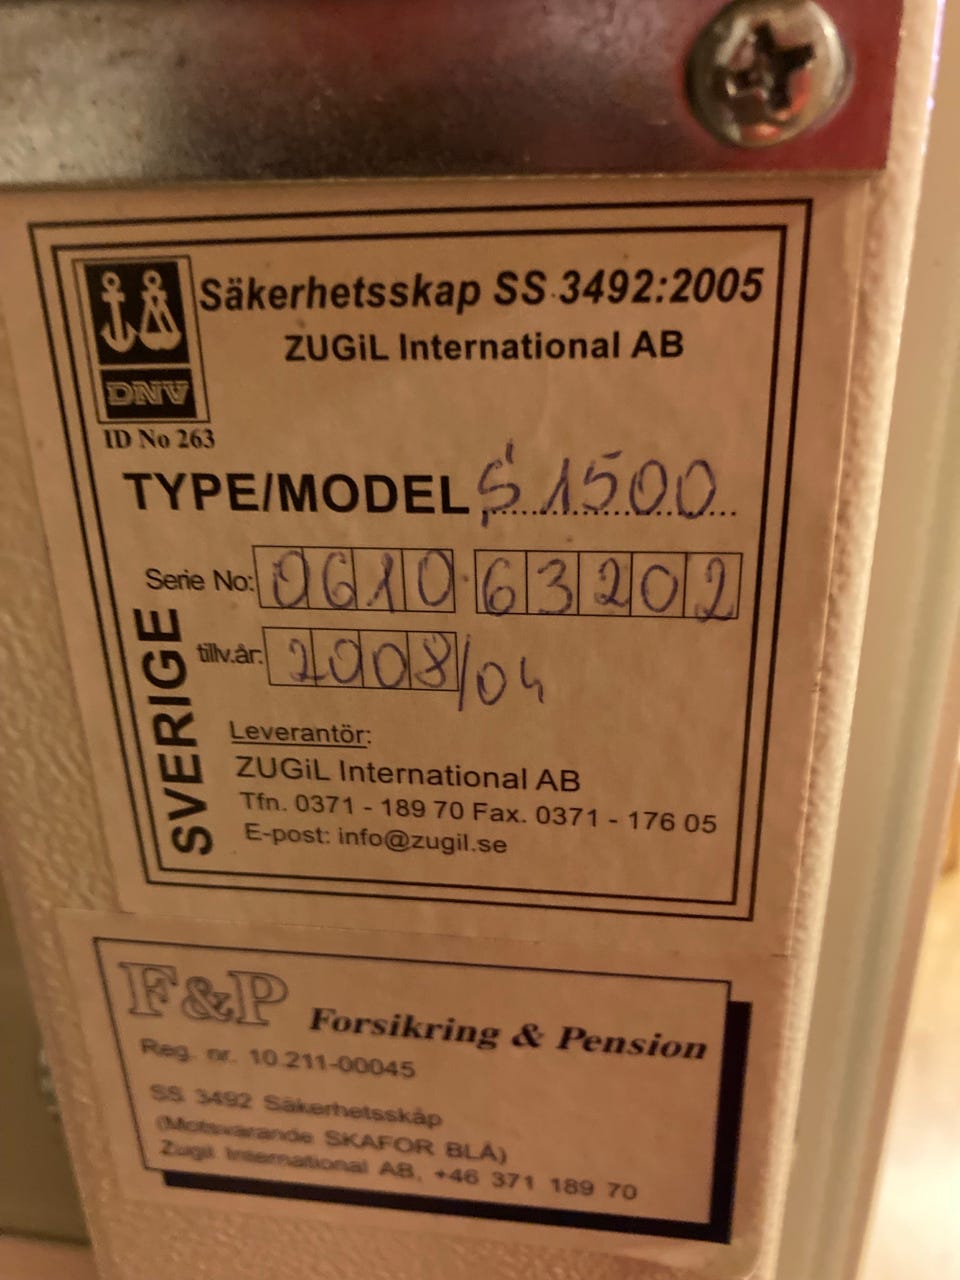 Säkerhetsskap SS 3492:2005
ZUGiL International AB
DNV
ID No 263
TYPE/MODEL S1500
Serie No: 0610 63202
tillv.år: 2008/04
SVERIGE
Leverantör:
ZUGiL International AB
Tfn. 0371 - 189 70 Fax. 0371 - 176 05
E-post: info@zugil.se
F&P Forsikring & Pension
Reg. nr. 10.211-00045
SS 3492 Säkerhetsskåp
(Motsvarande SKAFOR BLÅ)
Zugil International AB, +46 371 189 70